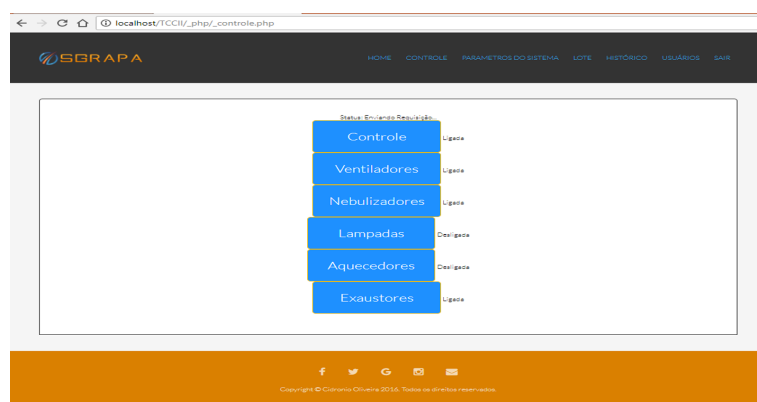 localhost/TCCII/_php/_controle.php
SGRAPA
HOME CONTROLE PARAMETROS DO SISTEMA LOTE HISTÓRICO USUÁRIOS SAIR
Status: Enviando Requisição...
Controle Ligada
Ventiladores Ligada
Nebulizadores Ligada
Lampadas Desligada
Aquecedores Desligada
Exaustores Ligada
Copyright © Cidronio Oliveira 2016. Todos os direitos reservados.